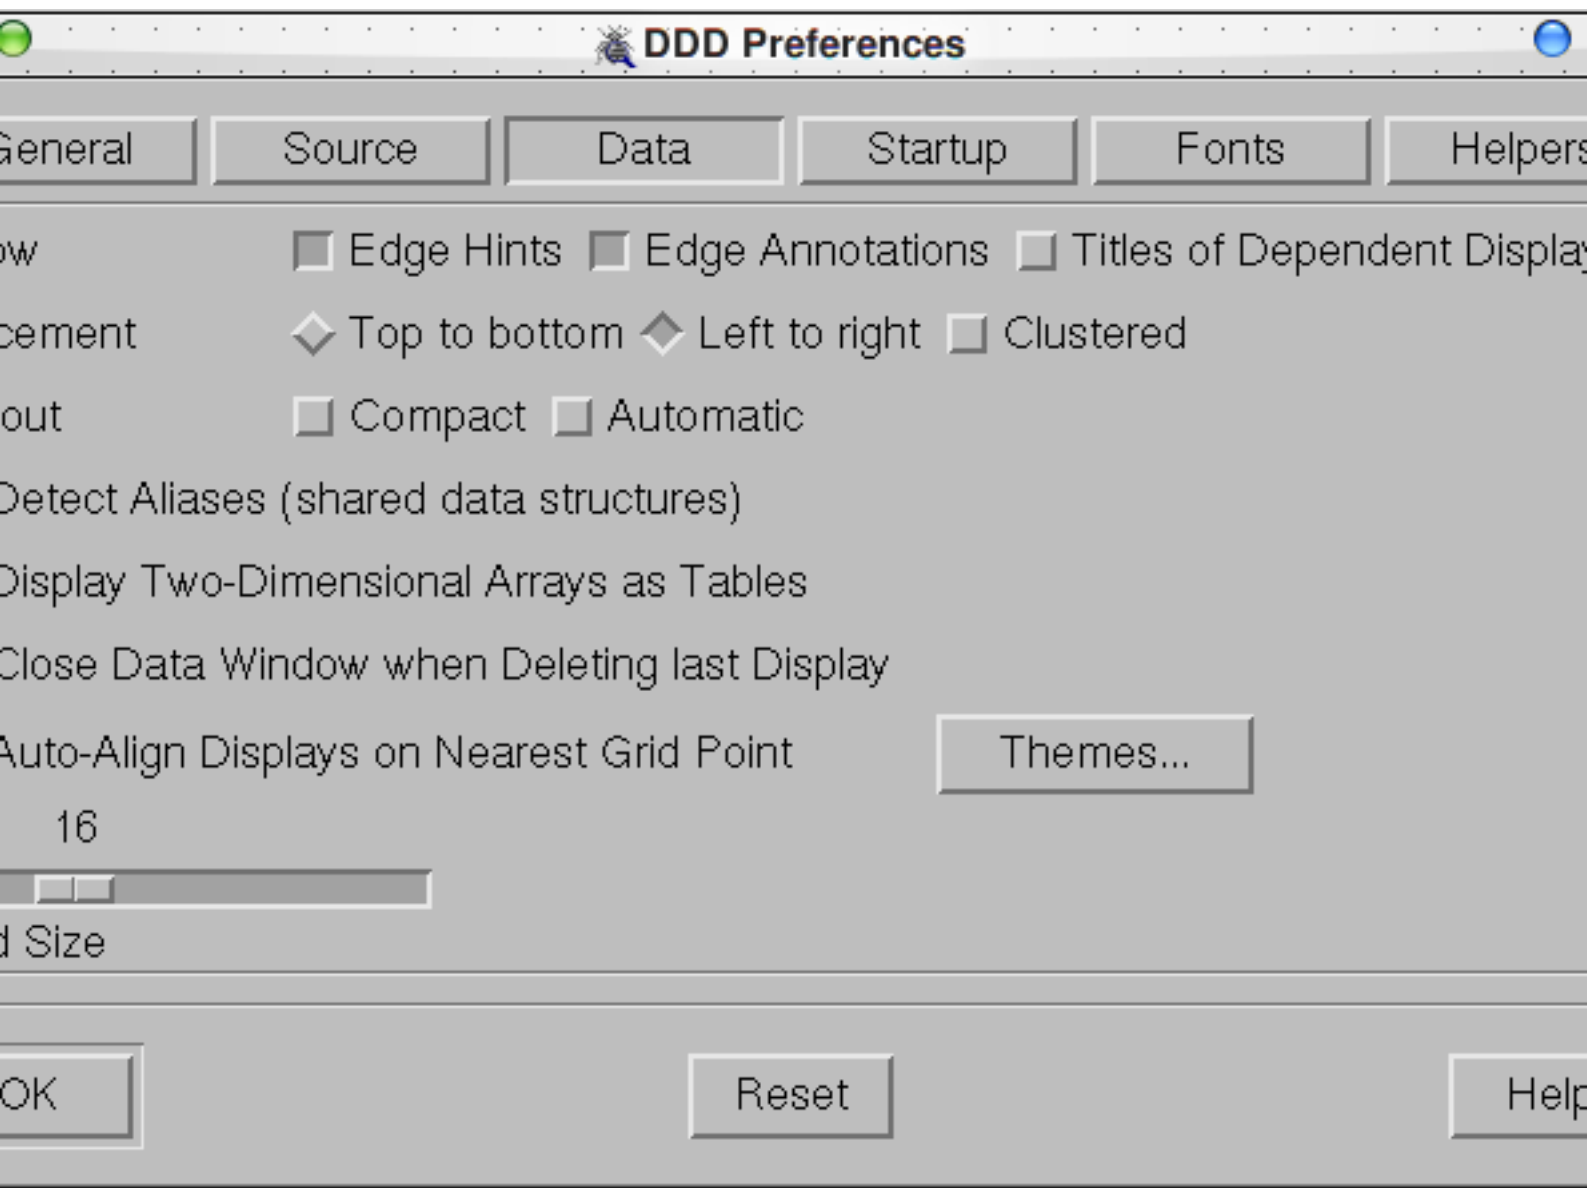 DDD Preferences
General Source Data Startup Fonts Helpers
ow Edge Hints Edge Annotations Titles of Dependent Display
cement Top to bottom Left to right Clustered
out Compact Automatic
Detect Aliases (shared data structures)
Display Two-Dimensional Arrays as Tables
Close Data Window when Deleting last Display
Auto-Align Displays on Nearest Grid Point Themes...
16
d Size
OK Reset Help